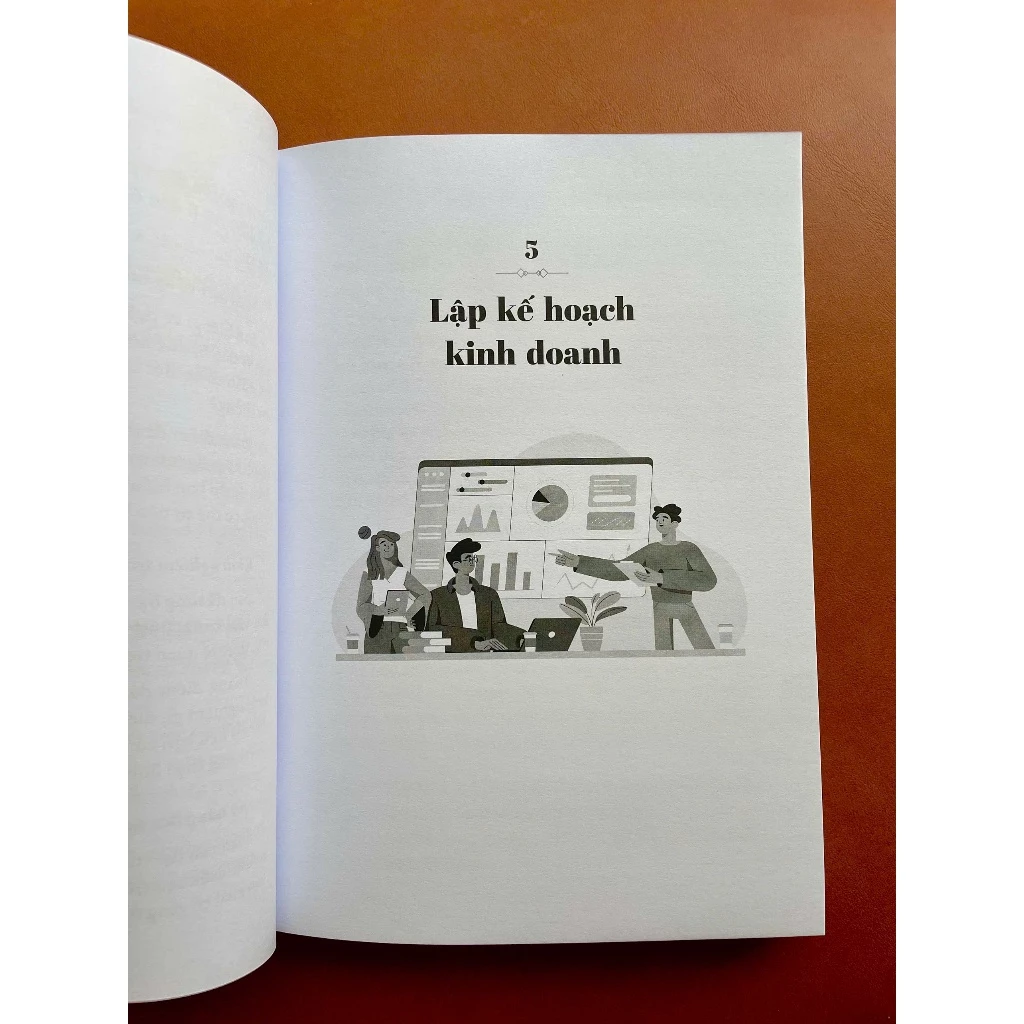 5
Lập kế hoạch
kinh doanh